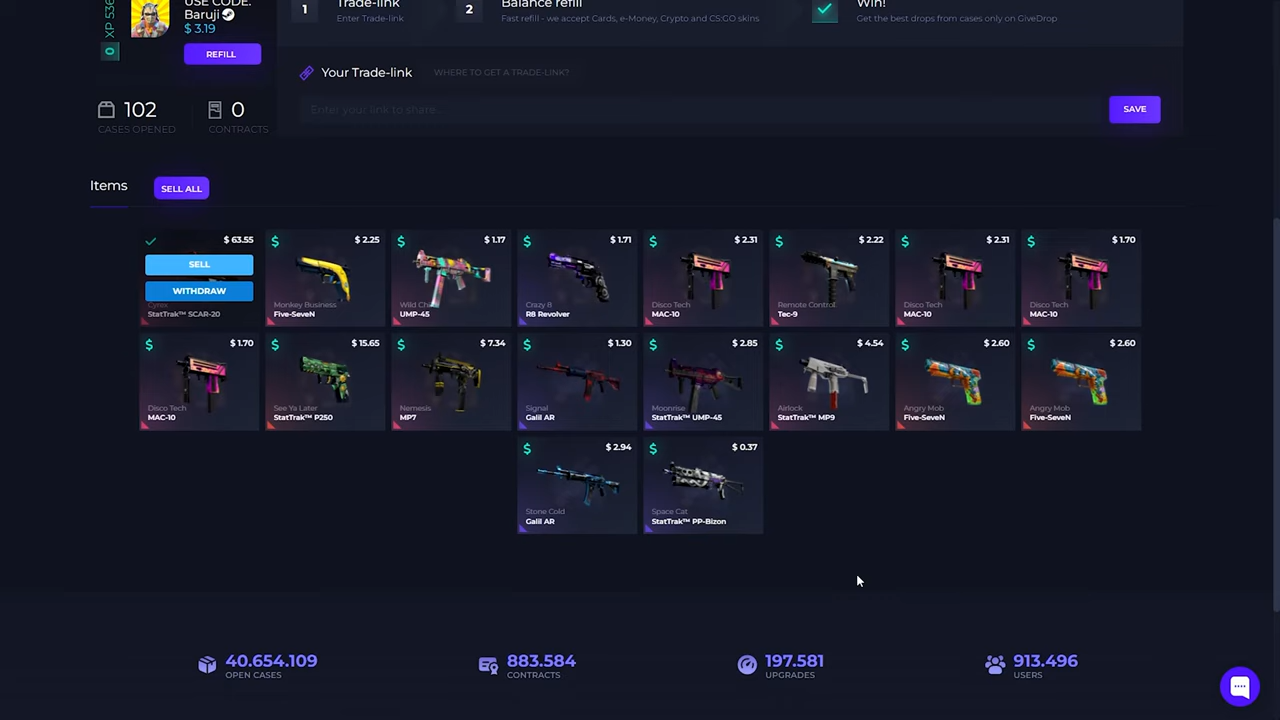 USE CODE:
Baruji
$ 3.19
XP 536
0
REFILL
102
CASES OPENED
0
CONTRACTS
1
Trade-link
Enter Trade-link
2
Balance refill
Fast refill - we accept Cards, e-Money, Crypto and CS:GO skins
Win!
Get the best drops from cases only on GiveDrop
Your Trade-link
WHERE TO GET A TRADE-LINK?
Enter your link to share
SAVE
Items
SELL ALL
$ 63.55
SELL
WITHDRAW
Cyrex
StatTrak™ SCAR-20
$ 2.25
Monkey Business
Five-SeveN
$ 1.17
UMP-45
$ 1.71
Crazy 8
R8 Revolver
$ 2.31
Disco Tech
MAC-10
$ 2.22
Remote Control
Tec-9
$ 2.31
Disco Tech
MAC-10
$ 1.70
Disco Tech
MAC-10
$ 1.70
Disco Tech
MAC-10
$ 15.65
See Ya Later
StatTrak™ P250
$ 7.34
Nemesis
MP7
$ 1.30
Signal
Galil AR
$ 2.85
Moonrise
StatTrak™ UMP-45
$ 4.54
Airlock
StatTrak™ MP9
$ 2.60
Angry Mob
Five-SeveN
$ 2.60
Angry Mob
Five-SeveN
$ 2.94
Stone Cold
Galil AR
$ 0.37
Space Cat
StatTrak™ PP-Bizon
40.654.109
OPEN CASES
883.584
CONTRACTS
197.581
UPGRADES
913.496
USERS